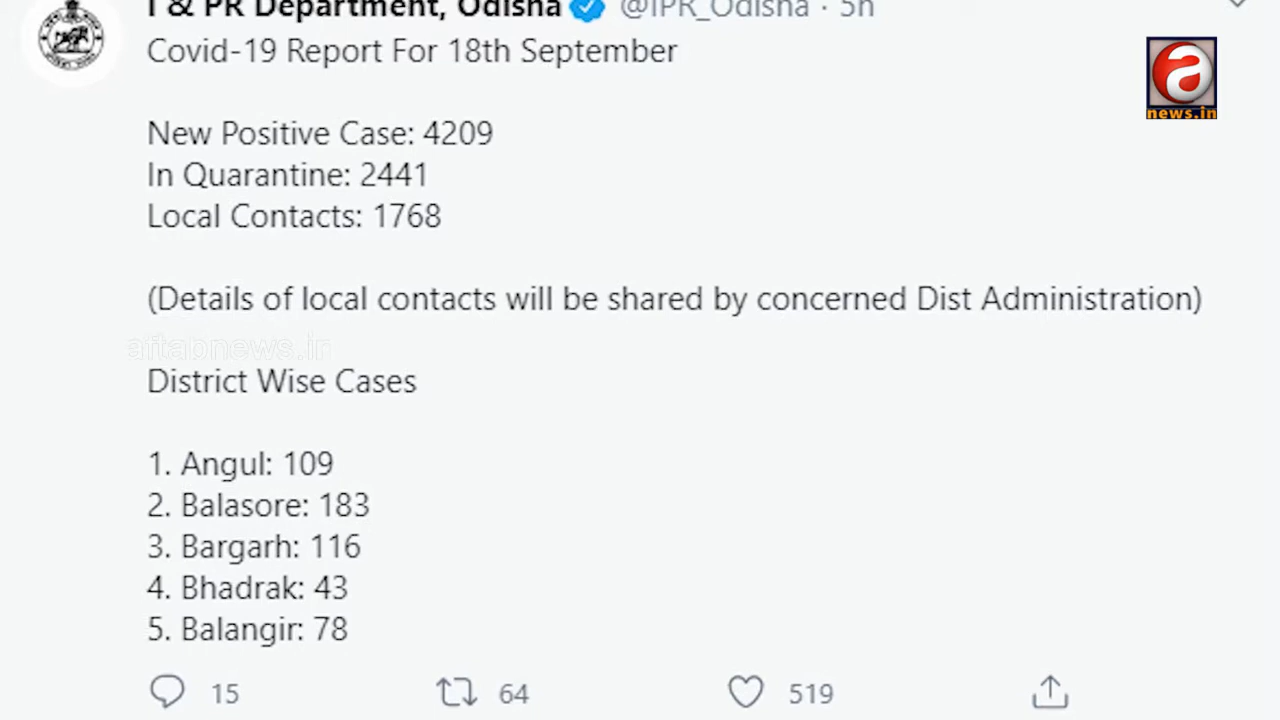 I & PR Department, Odisha @IPR_Odisha · 5h
Covid-19 Report For 18th September
news.in
New Positive Case: 4209
In Quarantine: 2441
Local Contacts: 1768
(Details of local contacts will be shared by concerned Dist Administration)
aftabnews.in
District Wise Cases
1. Angul: 109
2. Balasore: 183
3. Bargarh: 116
4. Bhadrak: 43
5. Balangir: 78
15 64 519